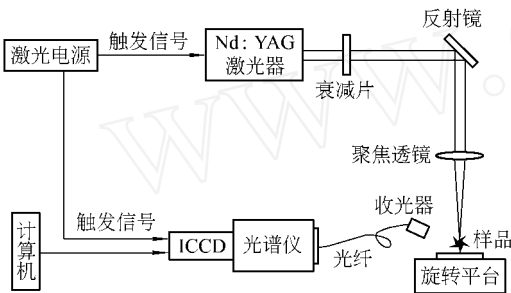 反射镜
激光电源
触发信号
Nd: YAG
激光器
衰减片
www.
聚焦透镜
收光器
触发信号
计算机
ICCD
光谱仪
光纤
样品
旋转平台